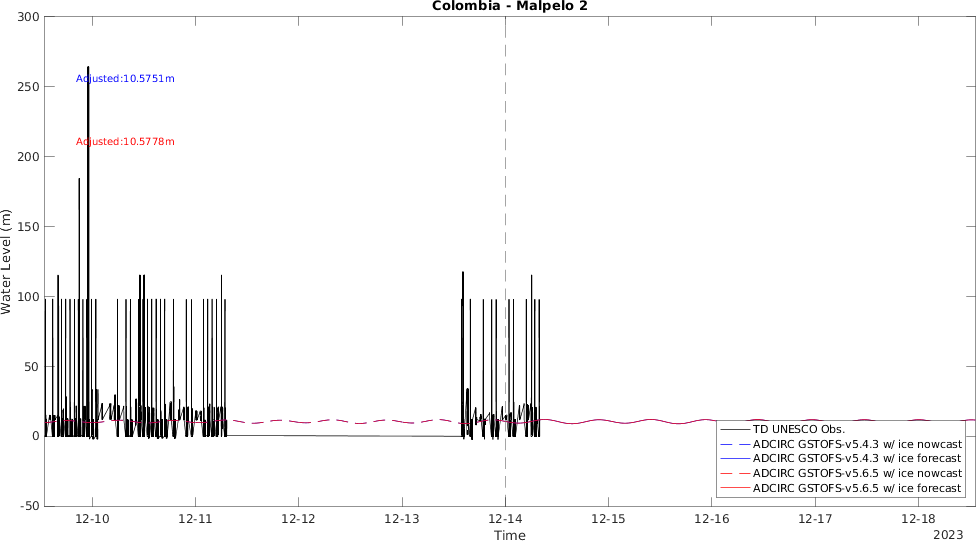 Colombia - Malpelo 2
300
250
200
150
100
50
0
-50
Water Level (m)
Adjusted:10.5751m
Adjusted:10.5778m
TD UNESCO Obs.
ADCIRC GSTOFS-v5.4.3 w/ ice nowcast
ADCIRC GSTOFS-v5.4.3 w/ ice forecast
ADCIRC GSTOFS-v5.6.5 w/ ice nowcast
ADCIRC GSTOFS-v5.6.5 w/ ice forecast
12-10 12-11 12-12 12-13 12-14 12-15 12-16 12-17 12-18
Time
2023